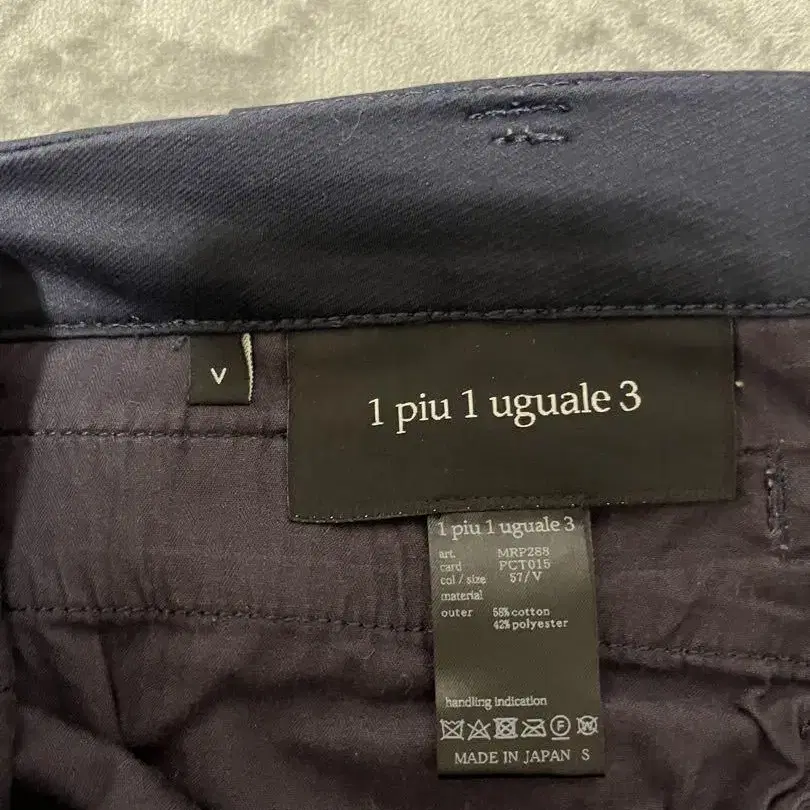 V
1 piu 1 uguale 3
1 piu 1 uguale 3
art. MRP288
card PCT015
col / size 57/V
material
outer 58% cotton
42% polyester
handling indication
F W
MADE IN JAPAN S